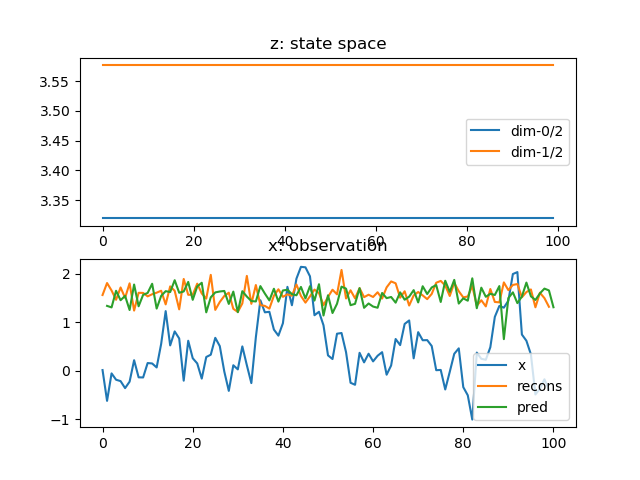 z: state space
3.55
3.50
3.45
3.40
3.35
dim-0/2
dim-1/2
0 20 40 60 80 100
x: observation
2
1
0
−1
x
recons
pred
0 20 40 60 80 100